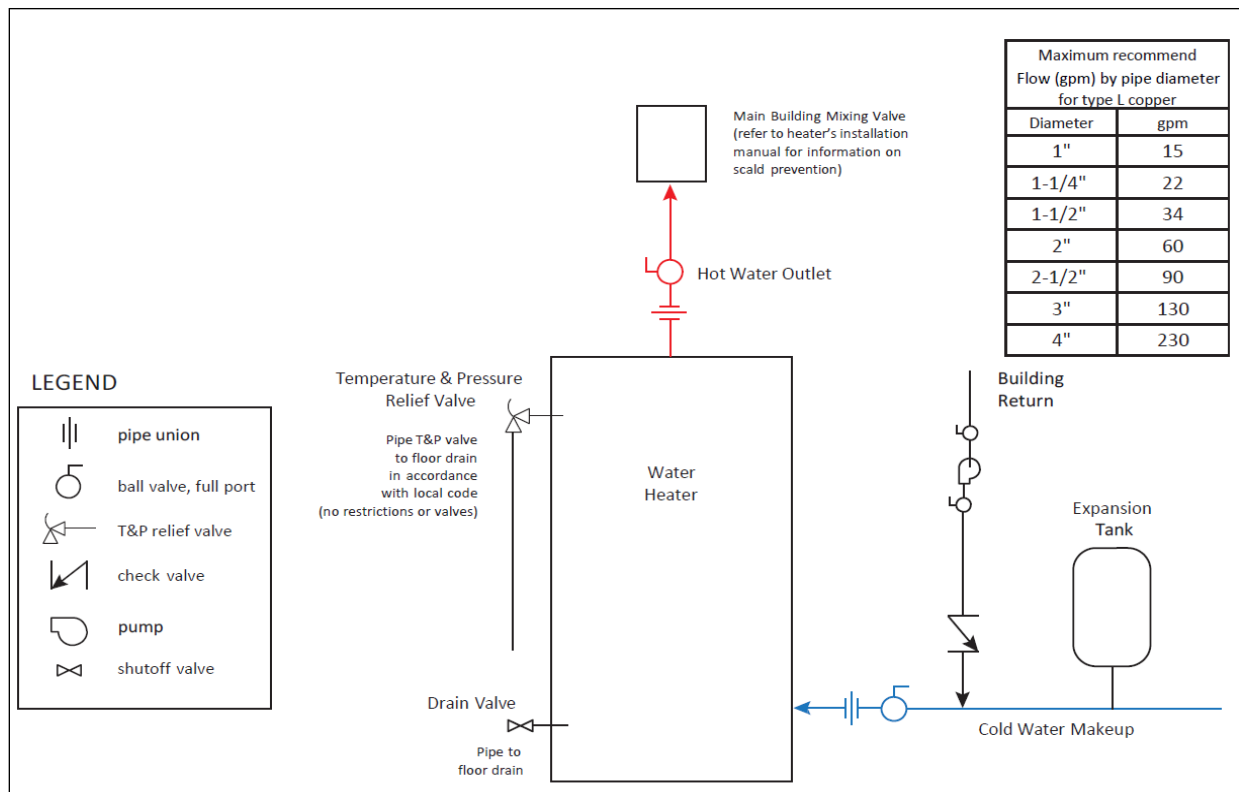 Maximum recommend
Flow (gpm) by pipe diameter
for type L copper
Diameter gpm
1" 15
1-1/4" 22
1-1/2" 34
2" 60
2-1/2" 90
3" 130
4" 230
Main Building Mixing Valve
(refer to heater's installation
manual for information on
scald prevention)
Hot Water Outlet
LEGEND
pipe union
ball valve, full port
T&P relief valve
check valve
pump
shutoff valve
Temperature & Pressure
Relief Valve
Pipe T&P valve
to floor drain
in accordance
with local code
(no restrictions or valves)
Water
Heater
Building
Return
Expansion
Tank
Drain Valve
Pipe to
floor drain
Cold Water Makeup